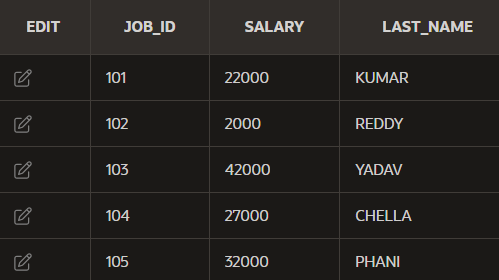 EDIT JOB_ID SALARY LAST_NAME
101 22000 KUMAR
102 2000 REDDY
103 42000 YADAV
104 27000 CHELLA
105 32000 PHANI